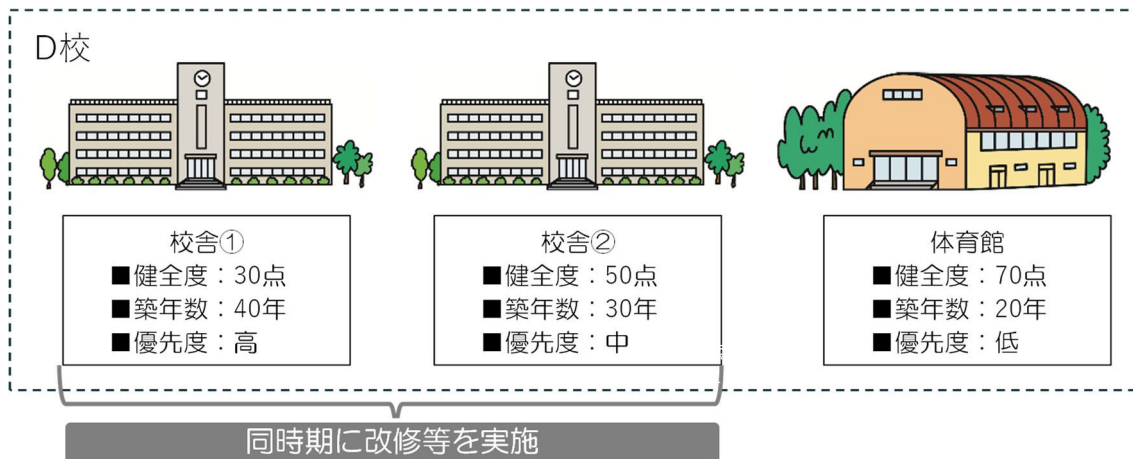 D校
校舎①
■健全度：30点
■築年数：40年
■優先度：高
校舎②
■健全度：50点
■築年数：30年
■優先度：中
体育館
■健全度：70点
■築年数：20年
■優先度：低
同時期に改修等を実施